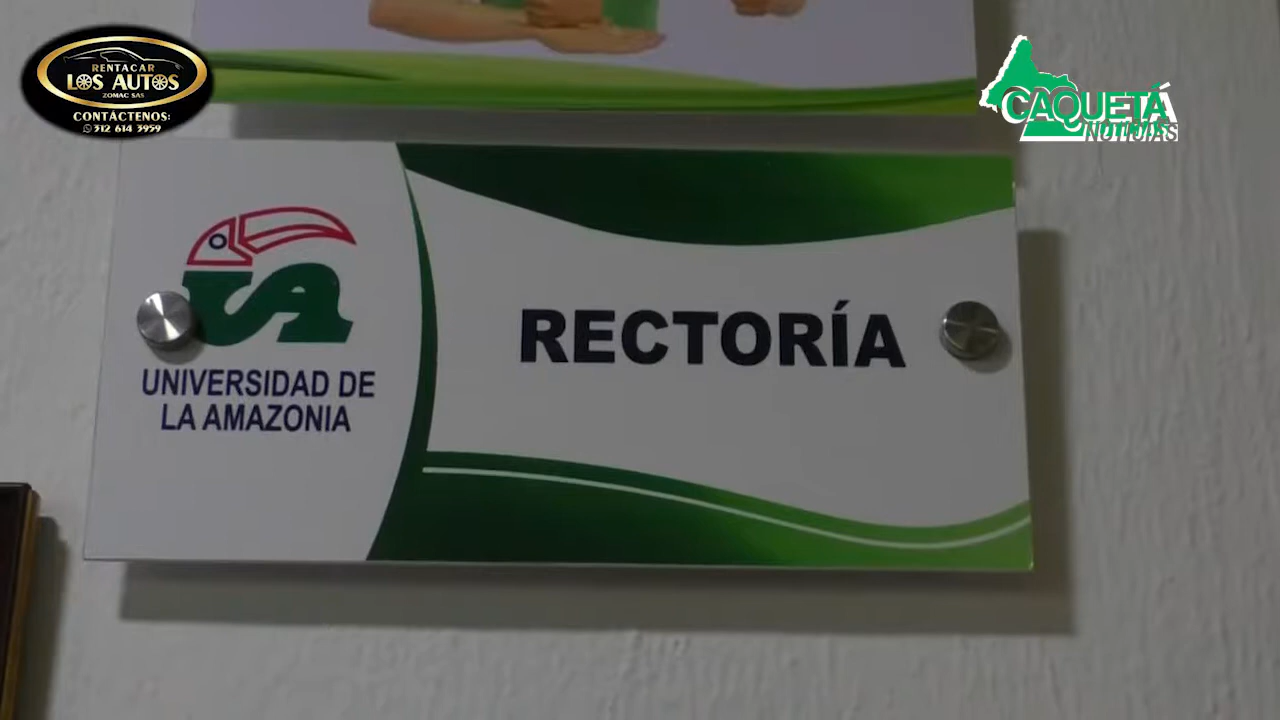 RENTACAR
LOS AUTOS
ZOMAC SAS
CONTÁCTENOS:
312 614 3959
CAQUETÁ
NOTICIAS
UA
UNIVERSIDAD DE
LA AMAZONIA
RECTORÍA